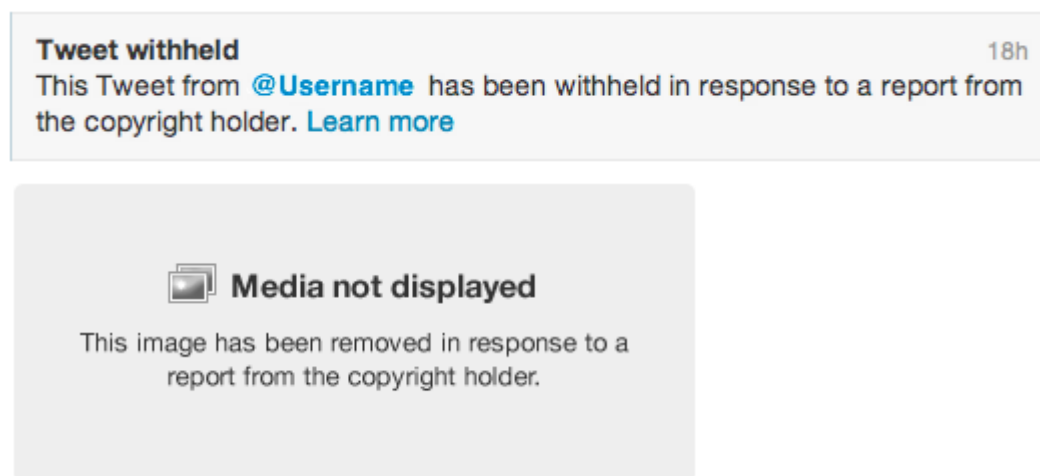 Tweet withheld 18h
This Tweet from @Username has been withheld in response to a report from
the copyright holder. Learn more
Media not displayed
This image has been removed in response to a
report from the copyright holder.